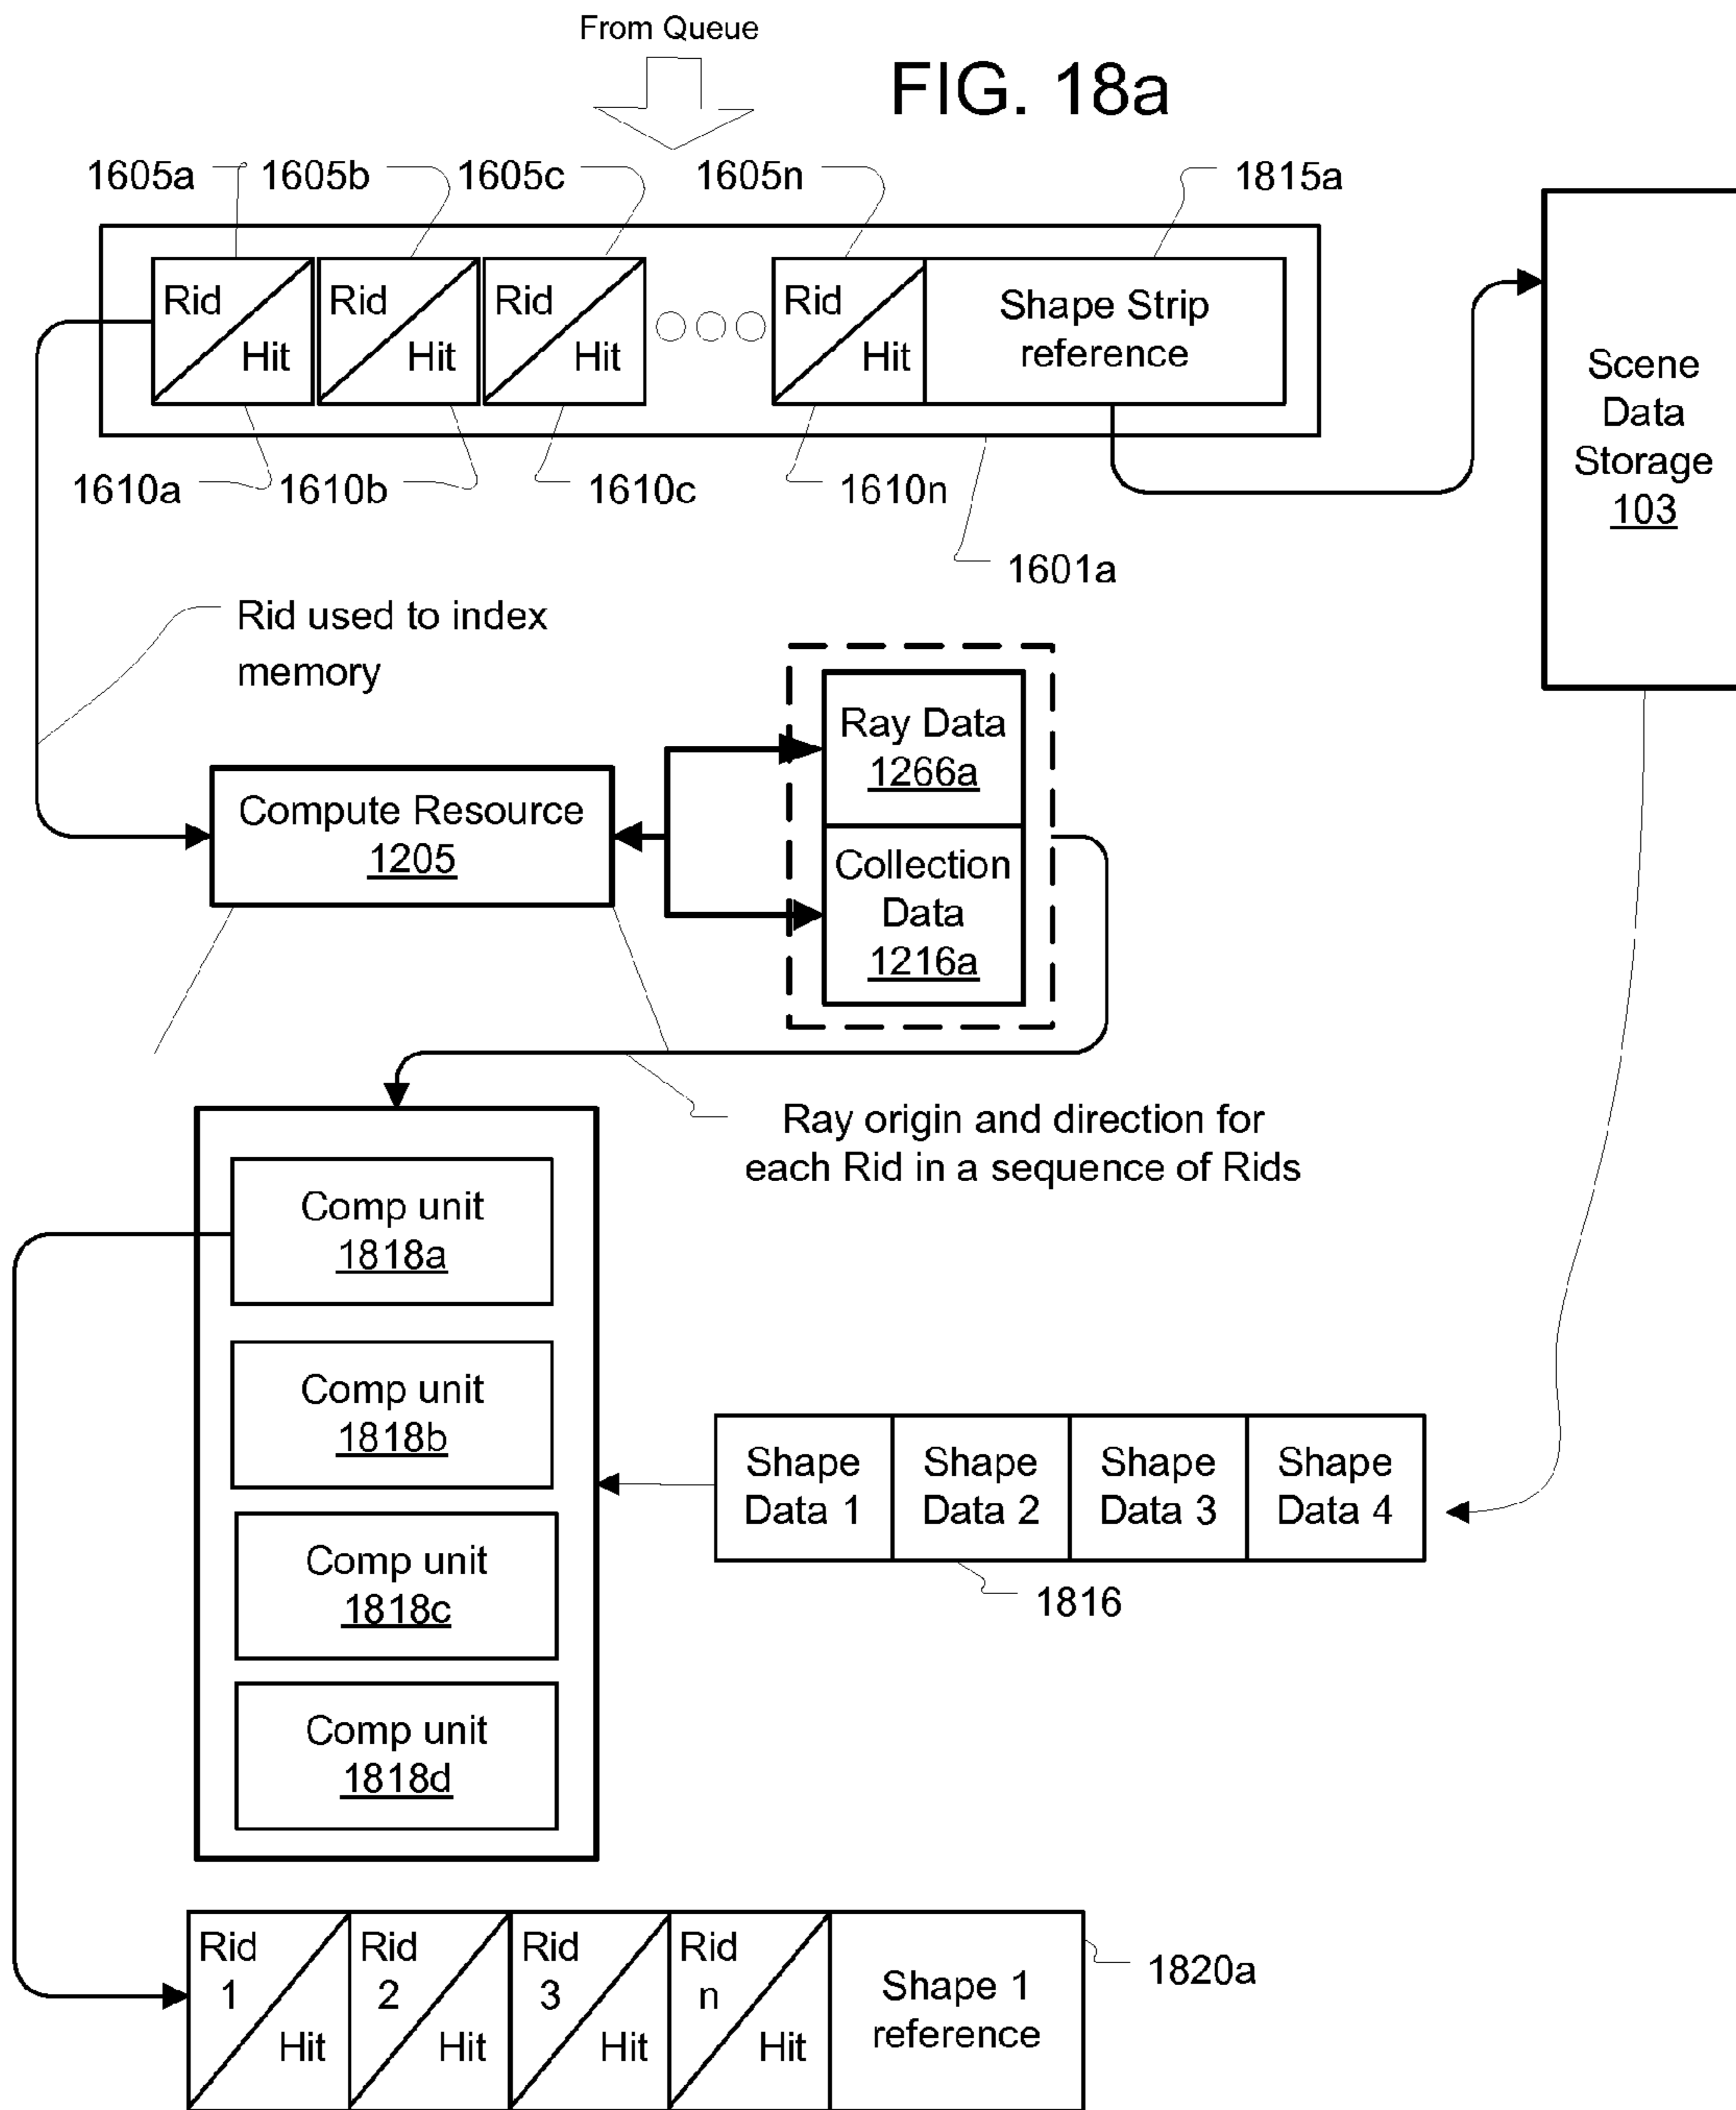 From Queue
FIG. 18a
1605a
1605b
1605c
1605n
1815a
Rid
Hit
Rid
Hit
Rid
Hit
Rid
Hit
Shape Strip
reference
Scene
Data
Storage
103
1610a
1610b
1610c
1610n
1601a
Rid used to index
memory
Ray Data
1266a
Compute Resource
1205
Collection
Data
1216a
Ray origin and direction for
each Rid in a sequence of Rids
Comp unit
1818a
Comp unit
1818b
Comp unit
1818c
Comp unit
1818d
Shape
Data 1
Shape
Data 2
Shape
Data 3
Shape
Data 4
1816
Rid
1
Hit
Rid
2
Hit
Rid
3
Hit
Rid
n
Hit
Shape 1
reference
1820a